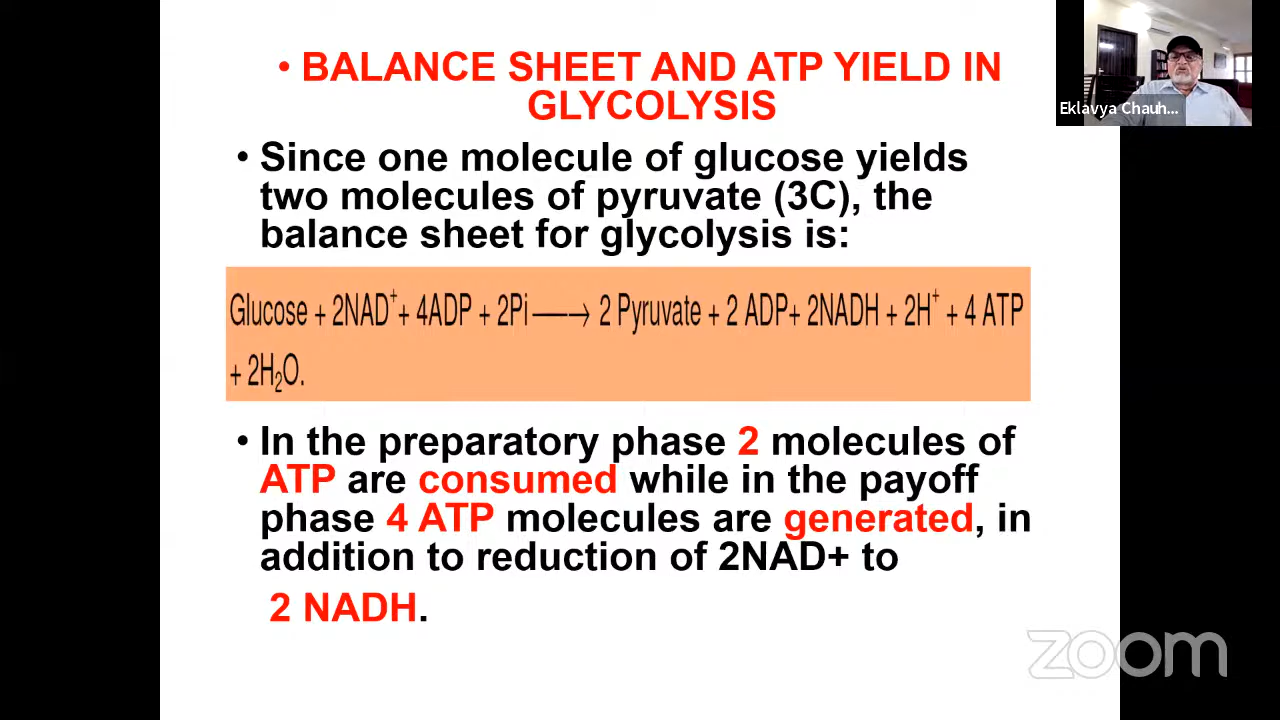 • BALANCE SHEET AND ATP YIELD IN
GLYCOLYSIS
• Since one molecule of glucose yields
two molecules of pyruvate (3C), the
balance sheet for glycolysis is:
Glucose + 2NAD⁺+ 4ADP + 2Pi ⟶ 2 Pyruvate + 2 ADP+ 2NADH + 2H⁺ + 4 ATP
+ 2H₂O.
• In the preparatory phase 2 molecules of
ATP are consumed while in the payoff
phase 4 ATP molecules are generated, in
addition to reduction of 2NAD+ to
2 NADH.
Eklavya Chauh...
zoom